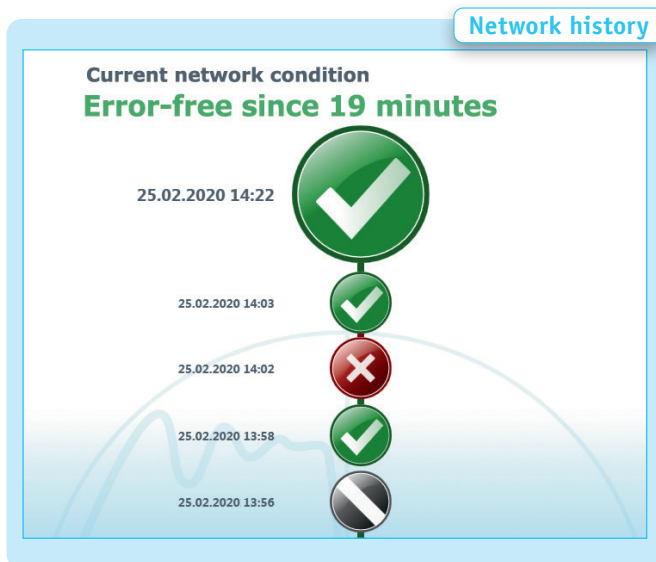 Network history
Current network condition
Error-free since 19 minutes
25.02.2020 14:22
25.02.2020 14:03
25.02.2020 14:02
25.02.2020 13:58
25.02.2020 13:56